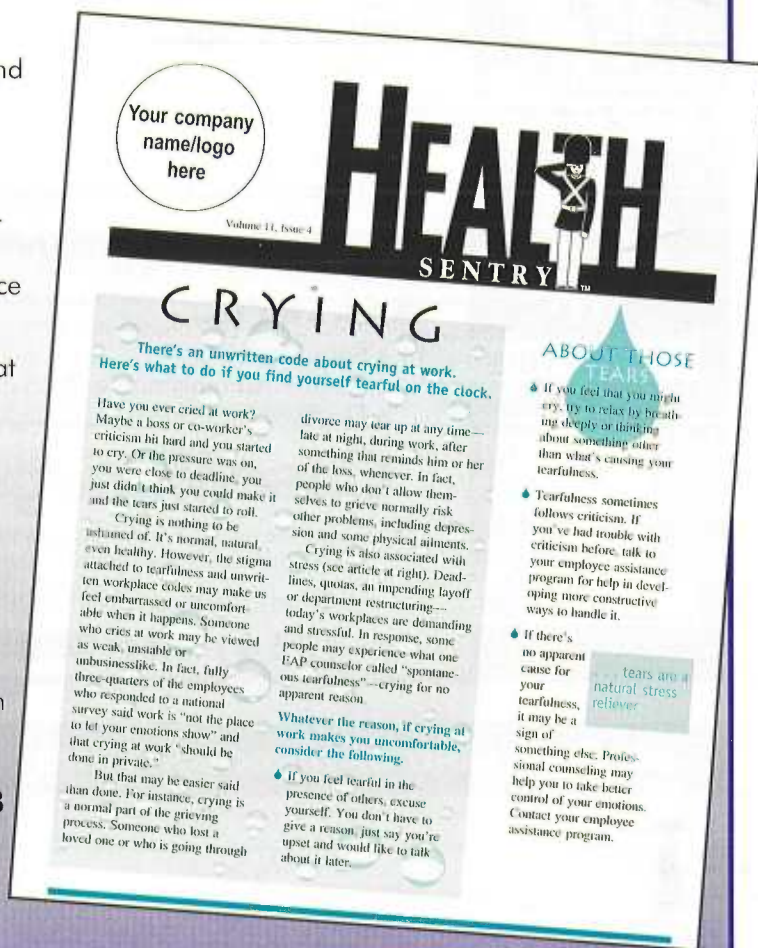 nd
ce
at
Your company
name/logo
here
Volume 11, Issue 4
HEALTH
SENTRY™
CRYING
There's an unwritten code about crying at work.
Here's what to do if you find yourself tearful on the clock.
Have you ever cried at work?
Maybe a boss or co-worker's
criticism hit hard and you started
to cry. Or the pressure was on,
you were close to deadline, you
just didn't think you could make it
and the tears just started to roll.
Crying is nothing to be
ashamed of. It's normal, natural,
even healthy. However, the stigma
attached to tearfulness and unwrit-
ten workplace codes may make us
feel embarrassed or uncomfort-
able when it happens. Someone
who cries at work may be viewed
as weak, unstable or
unbusinesslike. In fact, fully
three-quarters of the employees
who responded to a national
survey said work is "not the place
to let your emotions show" and
that crying at work "should be
done in private."
But that may be easier said
than done. For instance, crying is
a normal part of the grieving
process. Someone who lost a
loved one or who is going through
divorce may tear up at any time—
late at night, during work, after
something that reminds him or her
of the loss, whenever. In fact,
people who don't allow them-
selves to grieve normally risk
other problems, including depres-
sion and some physical ailments.
Crying is also associated with
stress (see article at right). Dead-
lines, quotas, an impending layoff
or department restructuring—
today's workplaces are demanding
and stressful. In response, some
people may experience what one
EAP counselor called "spontane-
ous tearfulness"—crying for no
apparent reason.
Whatever the reason, if crying at
work makes you uncomfortable,
consider the following.
If you feel tearful in the
presence of others, excuse
yourself. You don't have to
give a reason, just say you're
upset and would like to talk
about it later.
ABOUT THOSE
TEARS
If you feel that you might
cry, try to relax by breath-
ing deeply or thinking
about something other
than what's causing your
tearfulness.
Tearfulness sometimes
follows criticism. If
you've had trouble with
criticism before, talk to
your employee assistance
program for help in devel-
oping more constructive
ways to handle it.
If there's
no apparent
cause for
your
tearfulness,
it may be a
sign of
something else. Profes-
sional counseling may
help you to take better
control of your emotions.
Contact your employee
assistance program.
. . . tears are a
natural stress
reliever